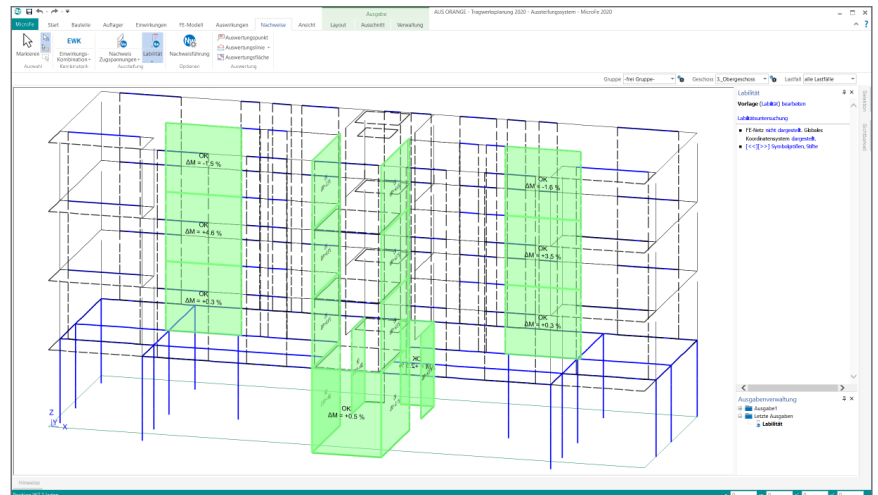 AUS ORANGE - Tragwerksplanung 2020 - Aussteifungssystem - MicroFe 2020
Ausgabe
MicroFe Start Bauteile Auflager Einwirkungen FE-Modell Auswirkungen Nachweise Ansicht Layout Ausschnitt Verwaltung
EWK
Markieren
Einwirkungs-
Kombination
Nachweis
Zugspannungen
Labilität
Nachweisführung
Auswertungspunkt
Auswertungslinie
Auswertungsfläche
Auswahl
Aussteifung
Optionen
Auswertung
Gruppe -frei Gruppe- Geschoss 3_Obergeschoss Lastfall alle Lastfälle
Labilität
Vorlage (Labilität) bearbeiten
Labilitätsuntersuchung
FE-Netz nicht dargestellt. Globales
Koordinatensystem dargestellt.
[<<][>>] Symbolgrößen, Stifte
OK
ΔM = -1.5 %
OK
ΔM = +4.6 %
OK
ΔM = +0.3 %
OK
ΔM = -1.6 %
OK
ΔM = +3.5 %
OK
ΔM = +0.3 %
OK
ΔM = +0.5 %
Z
Y
X
Ausgabenverwaltung
Ausgabe1
Letzte Ausgaben
Labilität
Hinweise